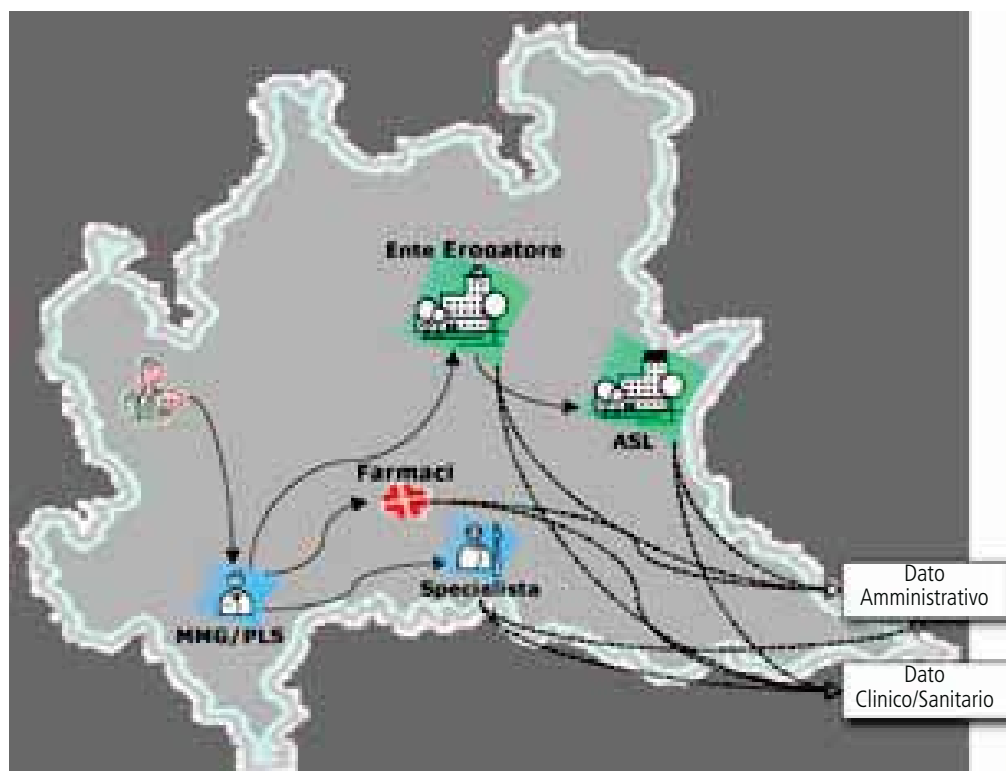 Ente Erogatore
ASL
Farmaci
Specialista
MMG/PLS
Dato
Amministrativo
Dato
Clinico/Sanitario